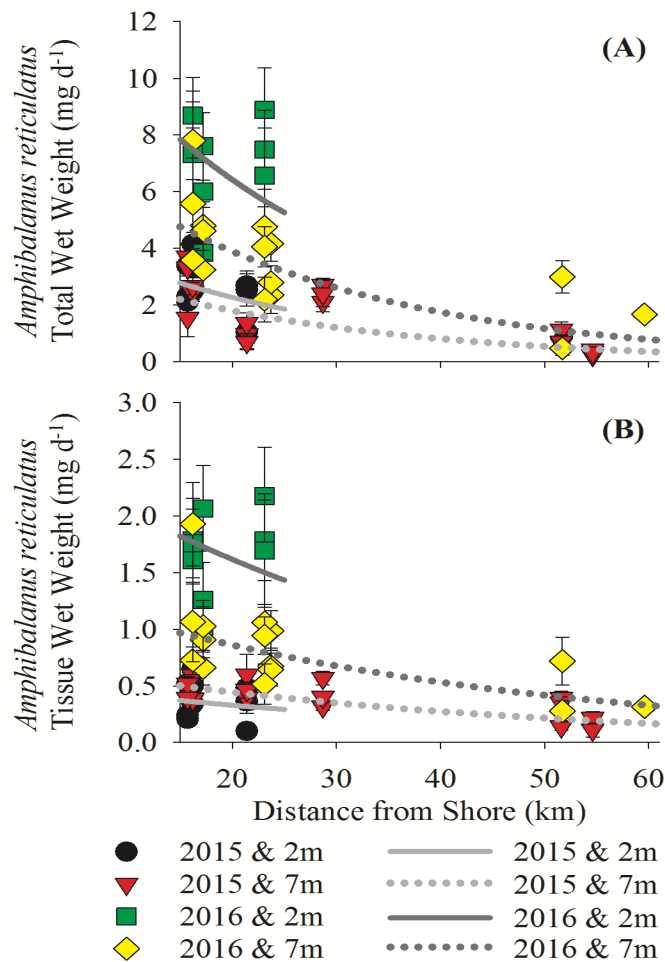 Amphibalanus reticulatus
Total Wet Weight (mg d-1)
12
10
8
6
4
2
0
(A)
Amphibalanus reticulatus
Tissue Wet Weight (mg d-1)
3.0
2.5
2.0
1.5
1.0
0.5
0.0
(B)
20 30 40 50 60
Distance from Shore (km)
2015 & 2m 2015 & 2m
2015 & 7m 2015 & 7m
2016 & 2m 2016 & 2m
2016 & 7m 2016 & 7m